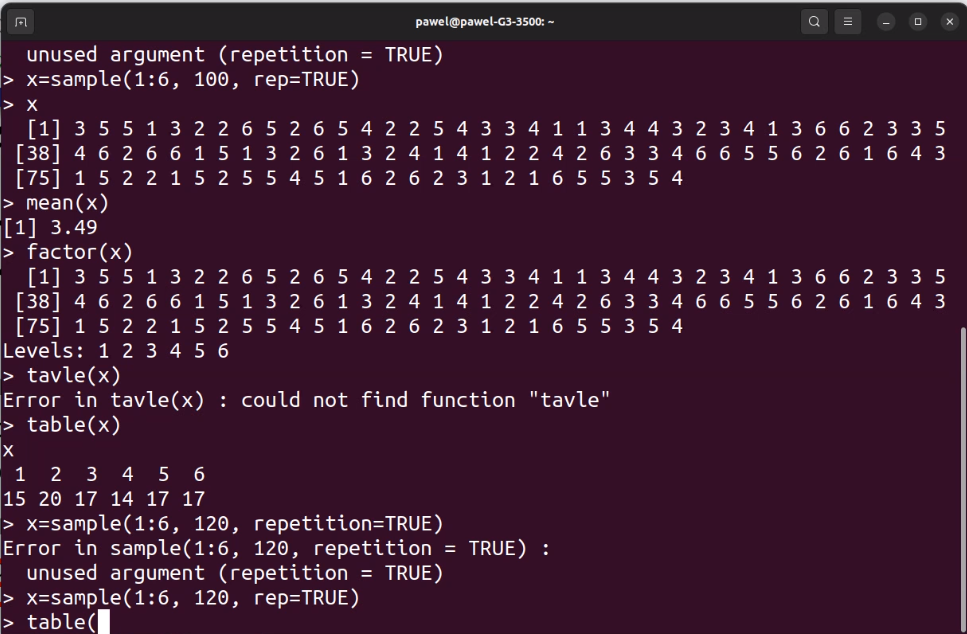 pawel@pawel-G3-3500: ~
  unused argument (repetition = TRUE)
> x=sample(1:6, 100, rep=TRUE)
> x
  [1] 3 5 5 1 3 2 2 6 5 2 6 5 4 2 2 5 4 3 3 4 1 1 3 4 4 3 2 3 4 1 3 6 6 2 3 3 5
 [38] 4 6 2 6 6 1 5 1 3 2 6 1 3 2 4 1 4 1 2 2 4 2 6 3 3 4 6 6 5 5 6 2 6 1 6 4 3
 [75] 1 5 2 2 1 5 2 5 5 4 5 1 6 2 6 2 3 1 2 1 6 5 5 3 5 4
> mean(x)
[1] 3.49
> factor(x)
  [1] 3 5 5 1 3 2 2 6 5 2 6 5 4 2 2 5 4 3 3 4 1 1 3 4 4 3 2 3 4 1 3 6 6 2 3 3 5
 [38] 4 6 2 6 6 1 5 1 3 2 6 1 3 2 4 1 4 1 2 2 4 2 6 3 3 4 6 6 5 5 6 2 6 1 6 4 3
 [75] 1 5 2 2 1 5 2 5 5 4 5 1 6 2 6 2 3 1 2 1 6 5 5 3 5 4
Levels: 1 2 3 4 5 6
> tavle(x)
Error in tavle(x) : could not find function "tavle"
> table(x)
x
 1  2  3  4  5  6
15 20 17 14 17 17
> x=sample(1:6, 120, repetition=TRUE)
Error in sample(1:6, 120, repetition = TRUE) :
  unused argument (repetition = TRUE)
> x=sample(1:6, 120, rep=TRUE)
> table(